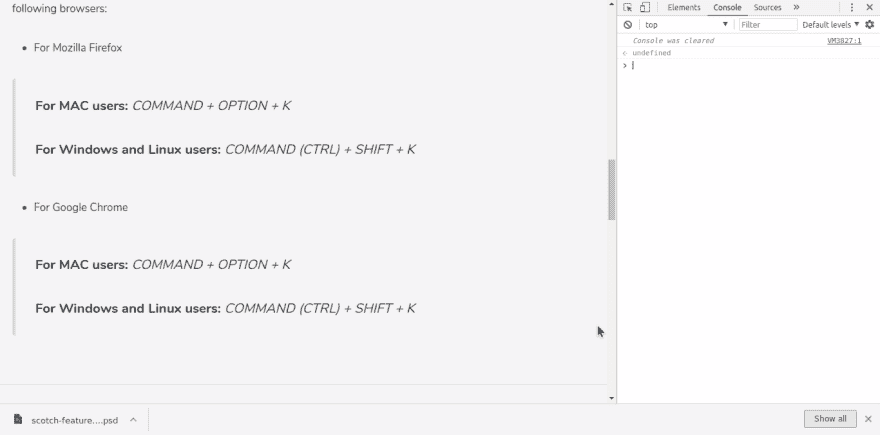 following browsers:
• For Mozilla Firefox
For MAC users: COMMAND + OPTION + K
For Windows and Linux users: COMMAND (CTRL) + SHIFT + K
• For Google Chrome
For MAC users: COMMAND + OPTION + K
For Windows and Linux users: COMMAND (CTRL) + SHIFT + K
Elements Console Sources »
top Filter Default levels
Console was cleared VM3827:1
undefined
scotch-feature....psd
Show all